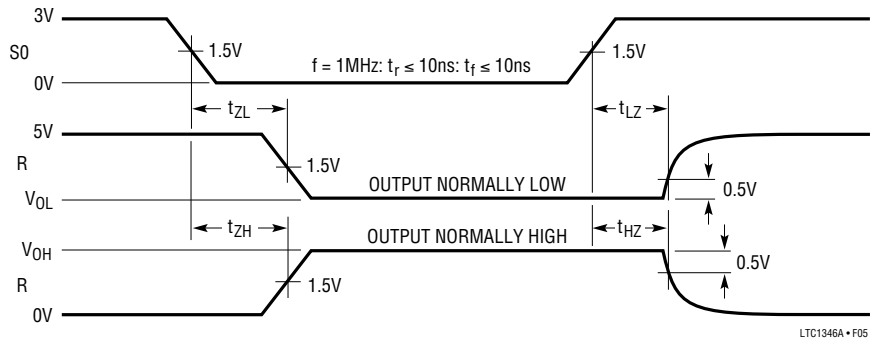 3V
S0
0V
1.5V
f = 1MHz: tr ≤ 10ns: tf ≤ 10ns
1.5V
tZL
tLZ
5V
R
VOL
1.5V
OUTPUT NORMALLY LOW
0.5V
tZH
tHZ
VOH
R
0V
OUTPUT NORMALLY HIGH
1.5V
0.5V
LTC1346A • F05